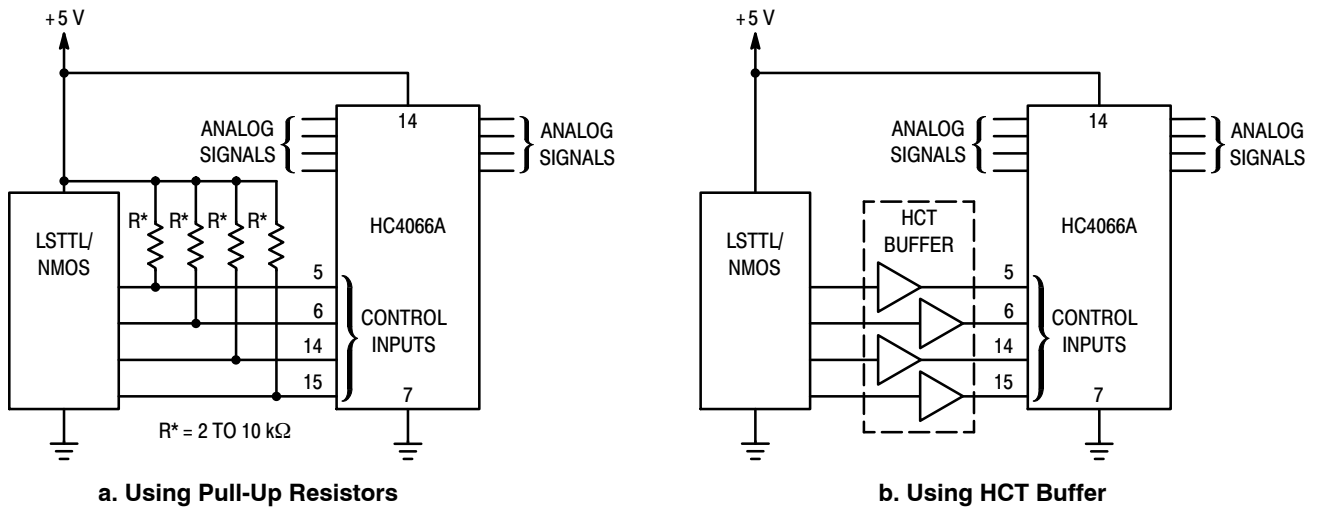 +5 V
ANALOG
SIGNALS
14
ANALOG
SIGNALS
R*
R*
R*
R*
LSTTL/
NMOS
HC4066A
5
6
14
15
CONTROL
INPUTS
7
R* = 2 TO 10 kΩ
a. Using Pull-Up Resistors
+5 V
ANALOG
SIGNALS
14
ANALOG
SIGNALS
LSTTL/
NMOS
HCT
BUFFER
HC4066A
5
6
14
15
CONTROL
INPUTS
7
b. Using HCT Buffer